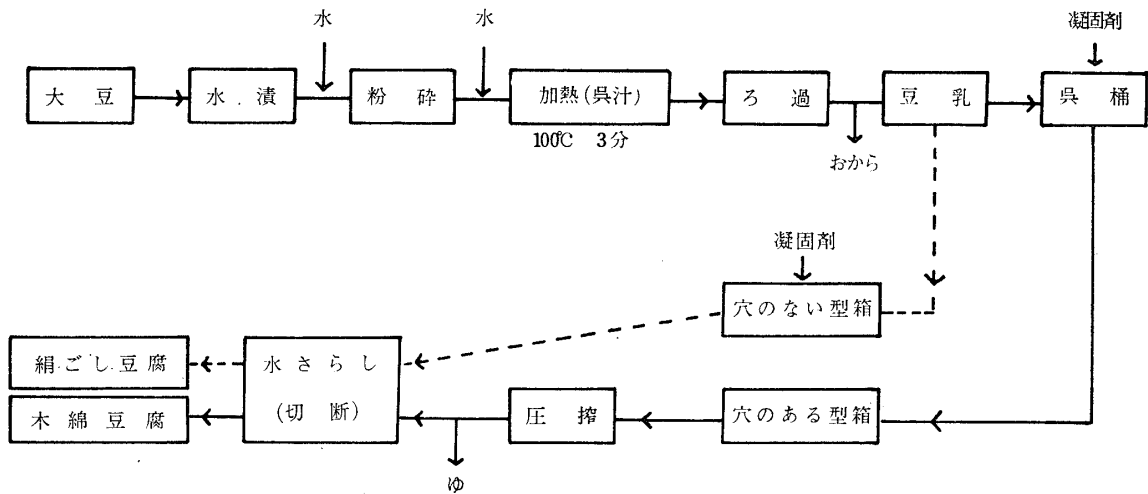 水
水
凝固剤
大豆
水漬
粉砕
加熱(呉汁)
ろ過
豆乳
呉桶
100℃ 3分
おから
凝固剤
穴のない型箱
絹ごし豆腐
水さらし
(切断)
木綿豆腐
圧搾
穴のある型箱
ゆ